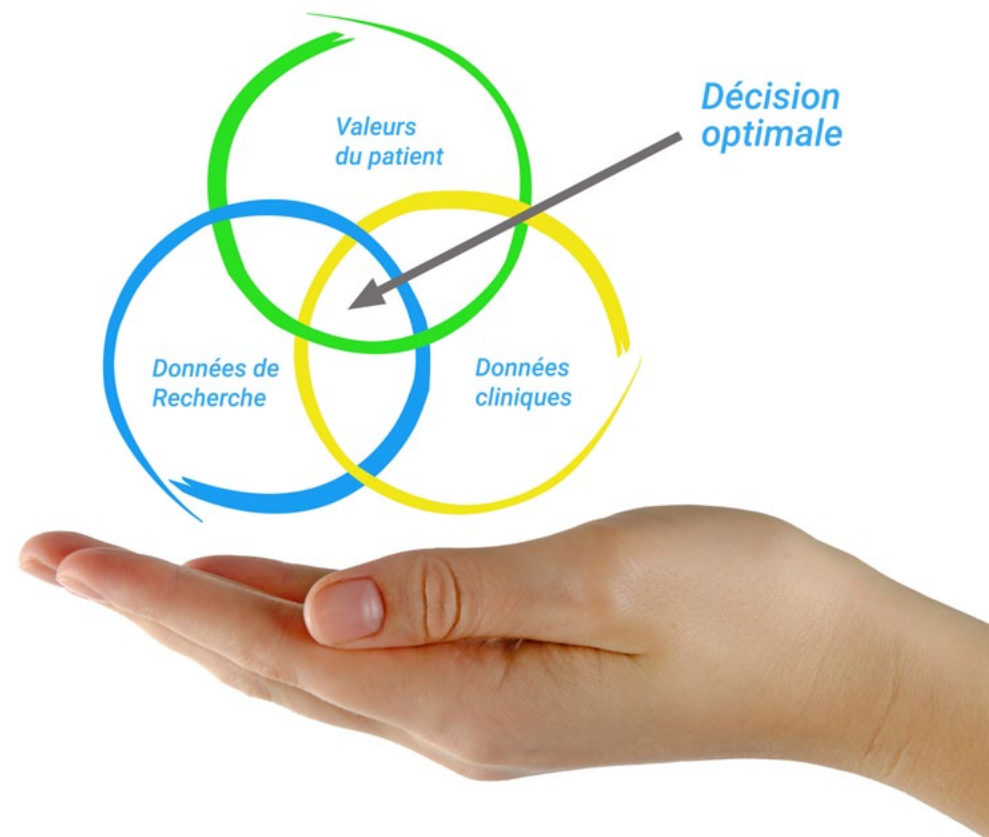 Valeurs
du patient
Décision
optimale
Données de
Recherche
Données
cliniques